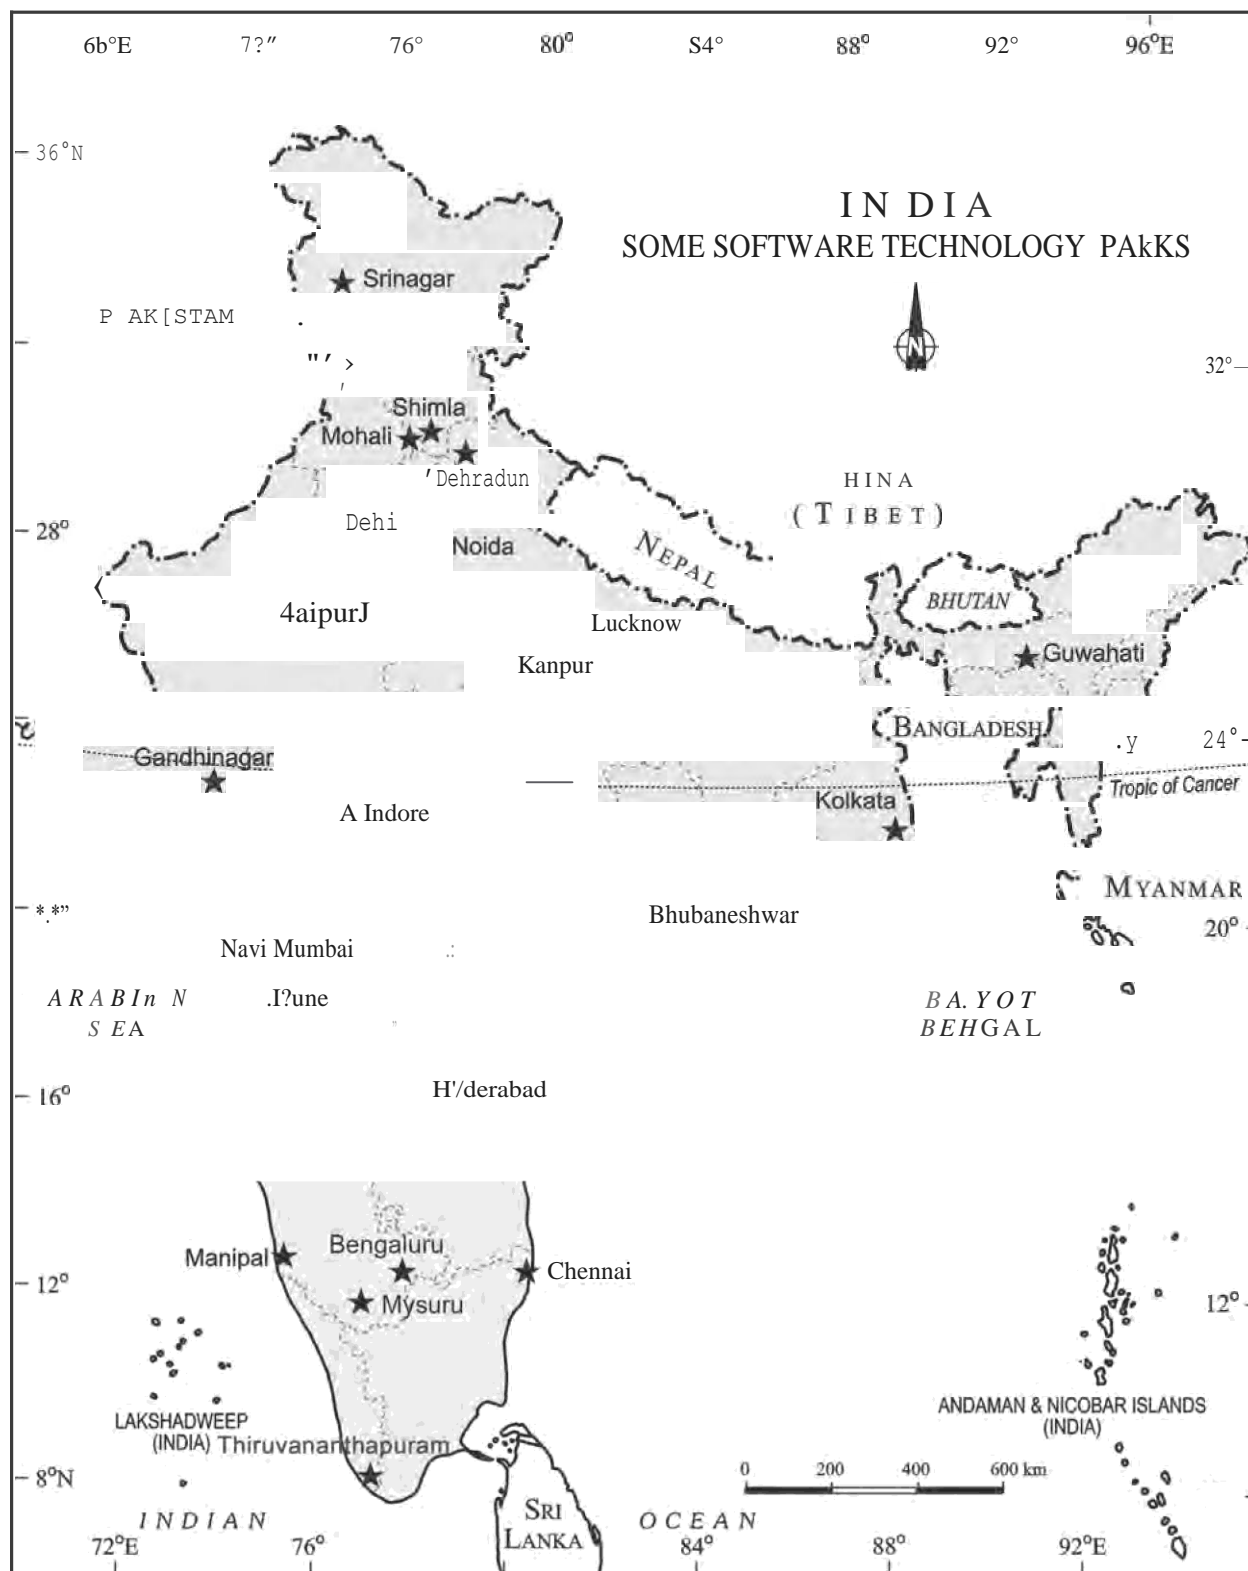 6b°E 7?″ 76° 80° S4° 88° 92° 96°E
36°N
IN DIA
SOME SOFTWARE TECHNOLOGY PAkKS
Srinagar
P AK[STAM
N
"′ >
32°
Shimla
Mohali
′Dehradun
HINA
(TIBET)
Dehi
28°
Noida
NEPAL
BHUTAN
4aipurJ
Lucknow
Guwahati
Kanpur
BANGLADESH
.y 24°
Gandhinagar
Tropic of Cancer
Kolkata
A Indore
MYANMAR
*.*”
Bhubaneshwar
20°
Navi Mumbai .:
ARABIn N .I?une BA. YOT
S EA BEHGAL
H'/derabad
16°
Bengaluru
Manipal
Chennai
12°
Mysuru
12°
LAKSHADWEEP
(INDIA)
ANDAMAN & NICOBAR ISLANDS
(INDIA)
Thiruvananthapuram
8°N
0 200 400 600 km
INDIAN
SRI
LANKA
OCEAN
72°E 76° 84° 88° 92°E